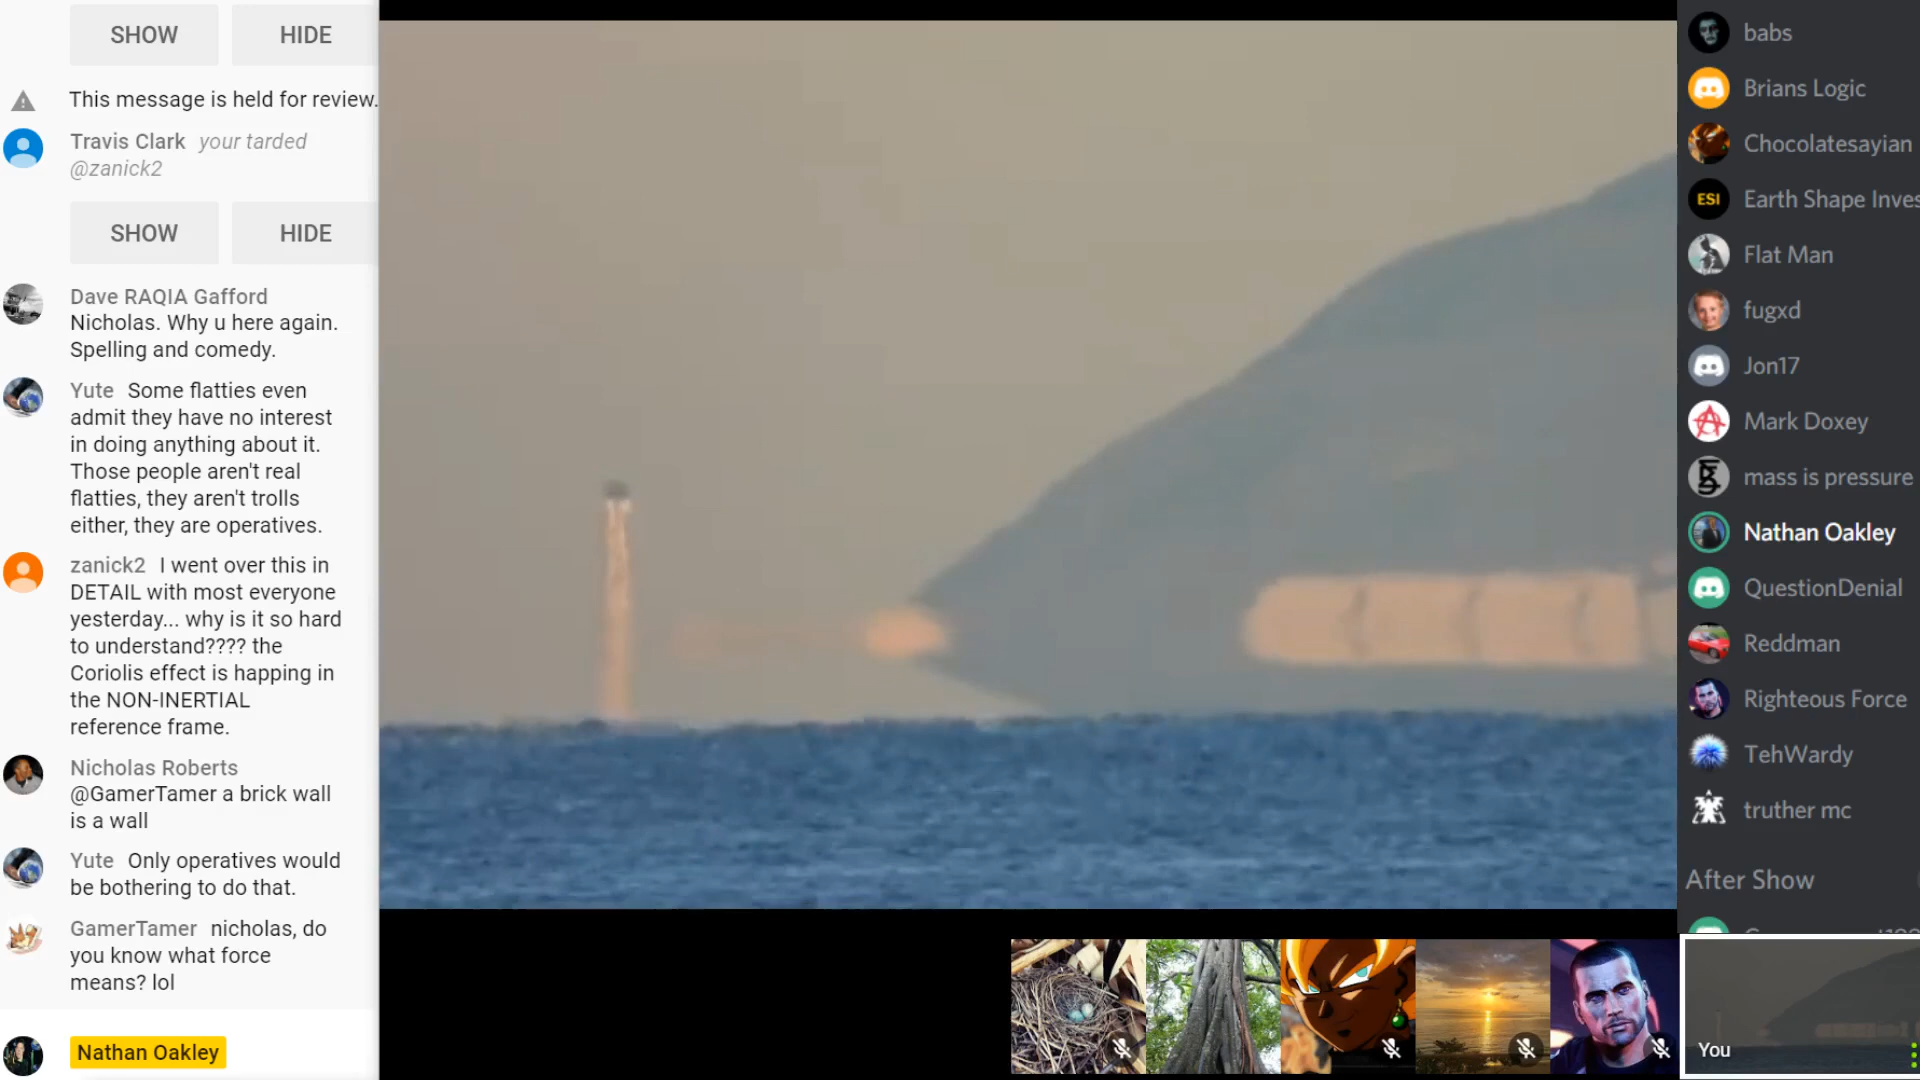 SHOW HIDE
This message is held for review.
Travis Clark your tarded
@zanick2
SHOW HIDE
Dave RAQIA Gafford
Nicholas. Why u here again.
Spelling and comedy.
Yute Some flatties even
admit they have no interest
in doing anything about it.
Those people aren't real
flatties, they aren't trolls
either, they are operatives.
zanick2 I went over this in
DETAIL with most everyone
yesterday... why is it so hard
to understand???? the
Coriolis effect is happing in
the NON-INERTIAL
reference frame.
Nicholas Roberts
@GamerTamer a brick wall
is a wall
Yute Only operatives would
be bothering to do that.
GamerTamer nicholas, do
you know what force
means? lol
Nathan Oakley
babs
Brians Logic
Chocolatesayian
ESI
Earth Shape Inves
Flat Man
fugxd
Jon17
Mark Doxey
mass is pressure
Nathan Oakley
QuestionDenial
Reddman
Righteous Force
TehWardy
truther mc
After Show
You